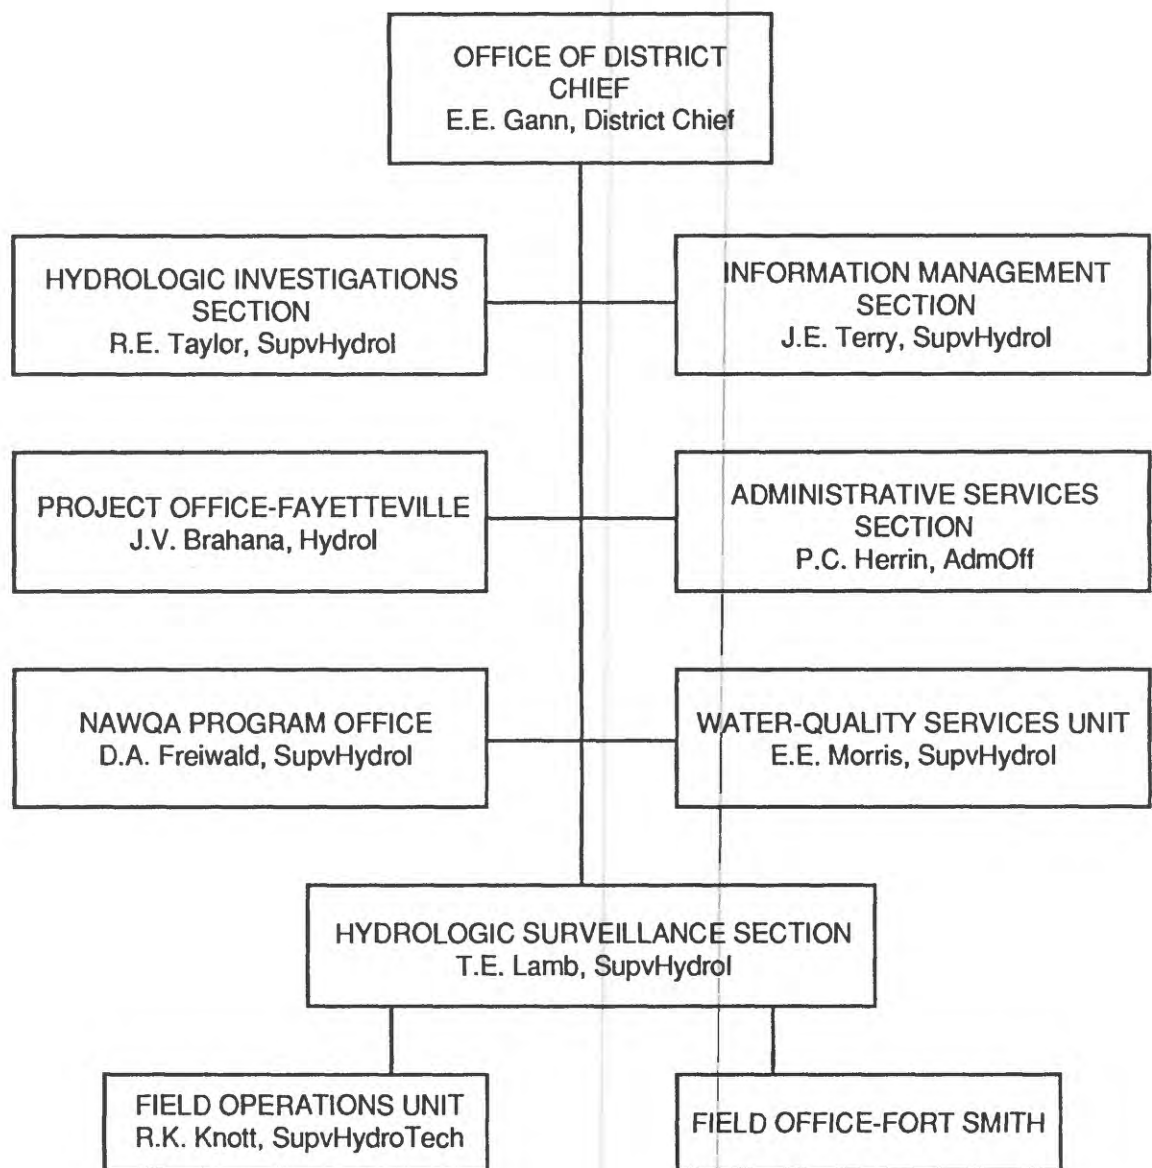 OFFICE OF DISTRICT
CHIEF
E.E. Gann, District Chief
HYDROLOGIC INVESTIGATIONS
SECTION
R.E. Taylor, SupvHydrol
INFORMATION MANAGEMENT
SECTION
J.E. Terry, SupvHydrol
PROJECT OFFICE-FAYETTEVILLE
J.V. Brahana, Hydrol
ADMINISTRATIVE SERVICES
SECTION
P.C. Herrin, AdmOff
NAWQA PROGRAM OFFICE
D.A. Freiwald, SupvHydrol
WATER-QUALITY SERVICES UNIT
E.E. Morris, SupvHydrol
HYDROLOGIC SURVEILLANCE SECTION
T.E. Lamb, SupvHydrol
FIELD OPERATIONS UNIT
R.K. Knott, SupvHydroTech
FIELD OFFICE-FORT SMITH